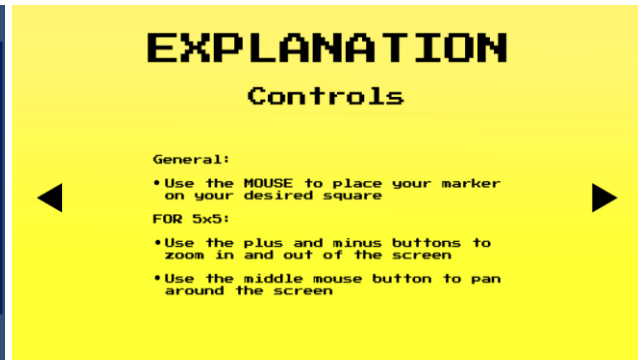 EXPLANATION
Controls
General:
•Use the MOUSE to place your marker
on your desired square
FOR 5x5:
•Use the plus and minus buttons to
zoom in and out of the screen
•Use the middle mouse button to pan
around the screen